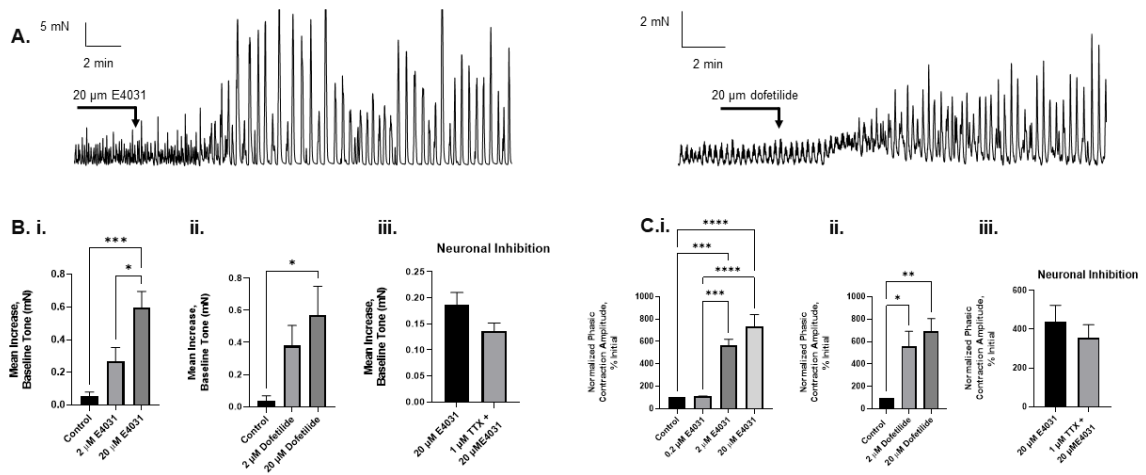 A.
5 mN
2 min
20 µm E4031
2 mN
2 min
20 µm dofetilide
B. i.
ii.
iii.
Neuronal Inhibition
Mean Increase,
Baseline Tone (mN)
0.8
0.6
0.4
0.2
0.0
***
*
Control
2 µM E4031
20 µM E4031
Mean Increase,
Baseline Tone (mN)
0.8
0.6
0.4
0.2
0.0
*
Control
2 µM Dofetilide
20 µM Dofetilide
Mean Increase,
Baseline Tone (mN)
0.25
0.20
0.15
0.10
0.05
0.00
20 µM E4031
1 µM TTX +
20 µME4031
C.i.
ii.
iii.
Neuronal Inhibition
Normalized Phasic
Contraction Amplitude,
% Initial
1000
800
600
400
200
0
****
***
****
***
Control
0.2 µM E4031
2 µM E4031
20 µM E4031
Normalized Phasic
Contraction Amplitude,
% Initial
1000
800
600
400
200
0
**
*
Control
2 µM Dofetilide
20 µM Dofetilide
Normalized Phasic
Contraction Amplitude,
% Initial
600
400
200
0
20 µM E4031
1 µM TTX +
20 µME4031